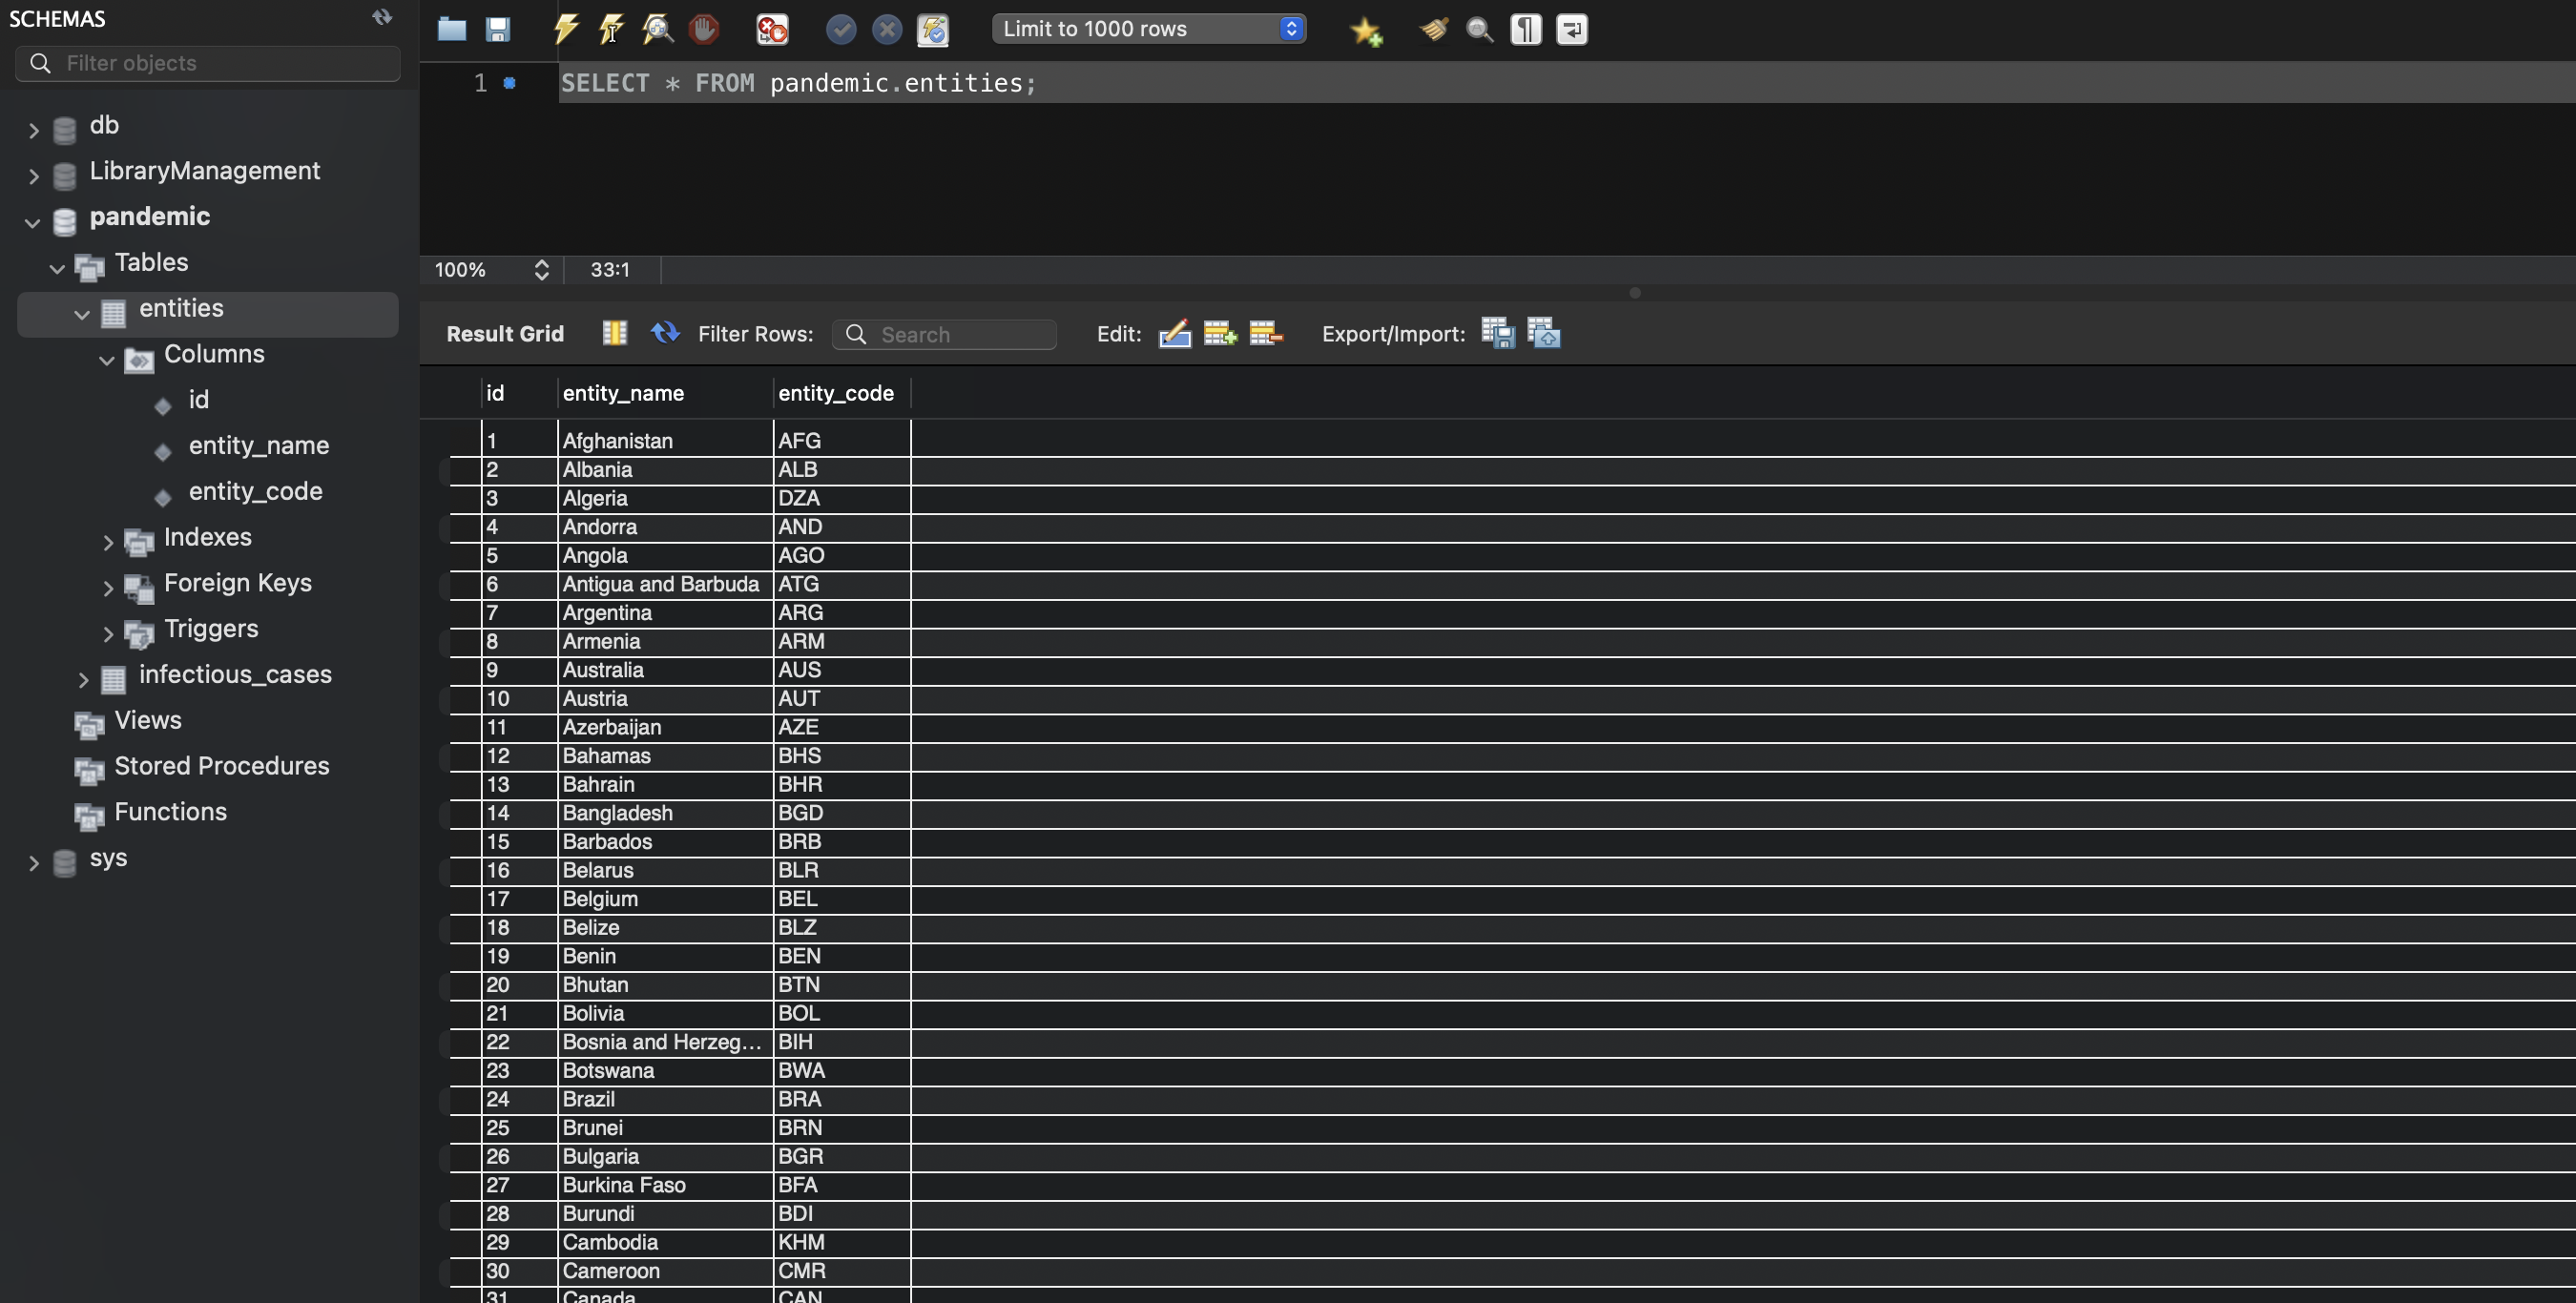 SCHEMAS
Filter objects
db
LibraryManagement
pandemic
Tables
entities
Columns
id
entity_name
entity_code
Indexes
Foreign Keys
Triggers
infectious_cases
Views
Stored Procedures
Functions
sys
Limit to 1000 rows
1 SELECT * FROM pandemic.entities;
100% 33:1
Result Grid Filter Rows: Search Edit: Export/Import:
id entity_name entity_code
1 Afghanistan AFG
2 Albania ALB
3 Algeria DZA
4 Andorra AND
5 Angola AGO
6 Antigua and Barbuda ATG
7 Argentina ARG
8 Armenia ARM
9 Australia AUS
10 Austria AUT
11 Azerbaijan AZE
12 Bahamas BHS
13 Bahrain BHR
14 Bangladesh BGD
15 Barbados BRB
16 Belarus BLR
17 Belgium BEL
18 Belize BLZ
19 Benin BEN
20 Bhutan BTN
21 Bolivia BOL
22 Bosnia and Herzeg... BIH
23 Botswana BWA
24 Brazil BRA
25 Brunei BRN
26 Bulgaria BGR
27 Burkina Faso BFA
28 Burundi BDI
29 Cambodia KHM
30 Cameroon CMR
31 Canada CAN